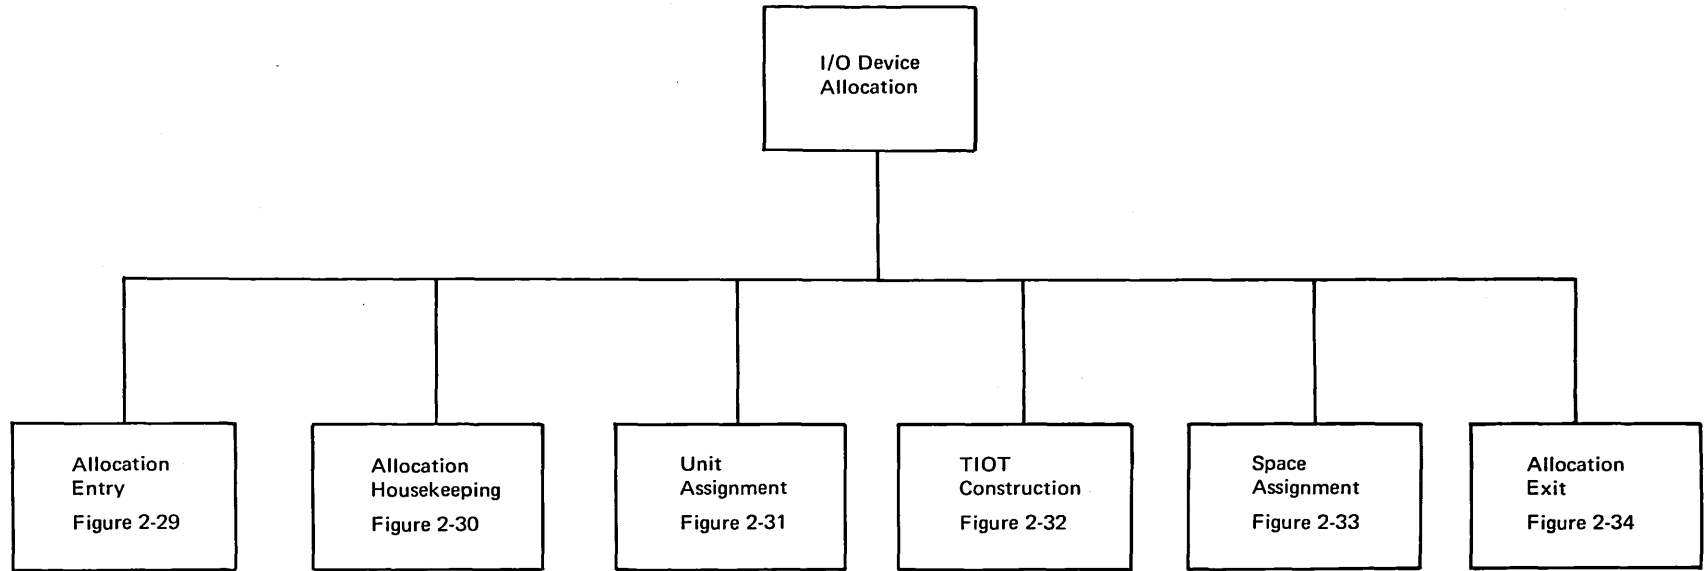 I/O Device
Allocation
Allocation
Entry
Figure 2-29
Allocation
Housekeeping
Figure 2-30
Unit
Assignment
Figure 2-31
TIOT
Construction
Figure 2-32
Space
Assignment
Figure 2-33
Allocation
Exit
Figure 2-34